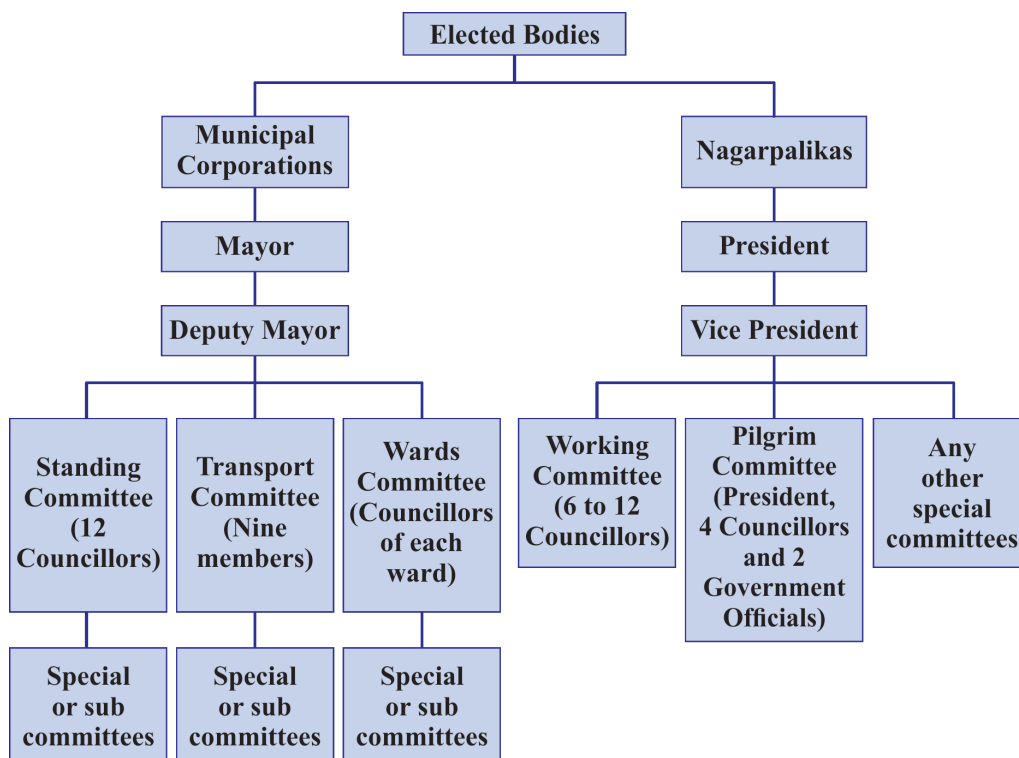 Elected Bodies
Municipal
Corporations
Nagarpalikas
Mayor
President
Deputy Mayor
Vice President
Standing
Committee
(12
Councillors)
Transport
Committee
(Nine
members)
Wards
Committee
(Councillors
of each
ward)
Working
Committee
(6 to 12
Councillors)
Pilgrim
Committee
(President,
4 Councillors
and 2
Government
Officials)
Any
other
special
committees
Special
or sub
committees
Special
or sub
committees
Special
or sub
committees